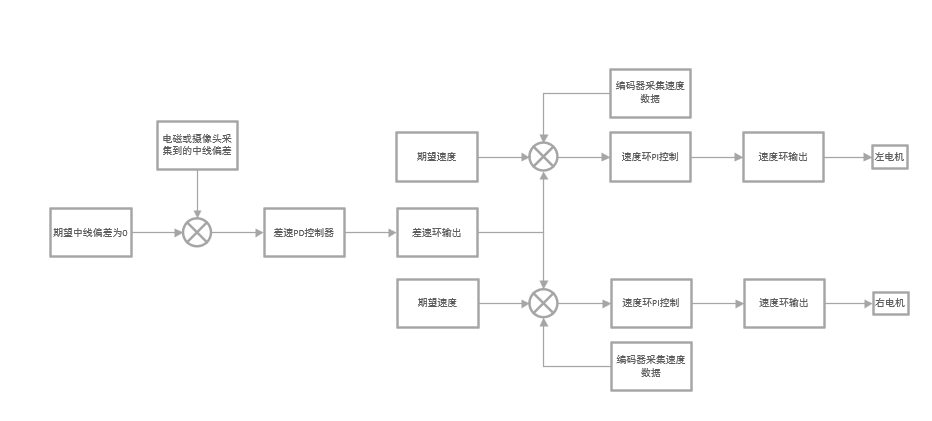 编码器采集速度
数据
电磁或摄像头采
集到的中线偏差
期望速度
速度环PI控制
速度环输出
左电机
期望中线偏差为0
差速PD控制器
差速环输出
期望速度
速度环PI控制
速度环输出
右电机
编码器采集速度
数据